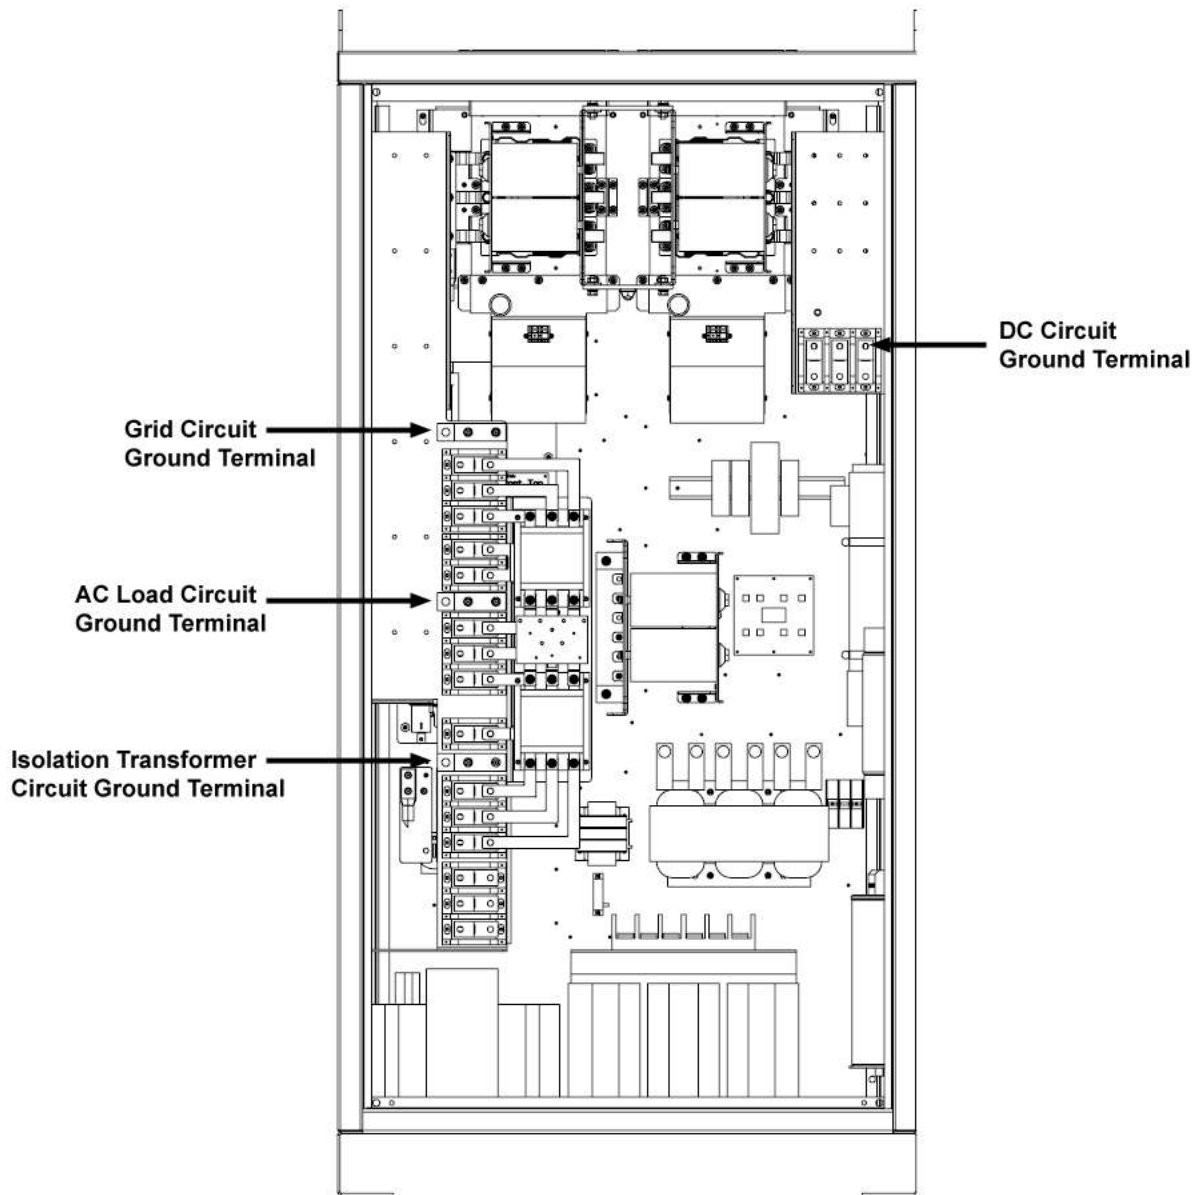 DC Circuit
Ground Terminal
Grid Circuit
Ground Terminal
AC Load Circuit
Ground Terminal
Isolation Transformer
Circuit Ground Terminal